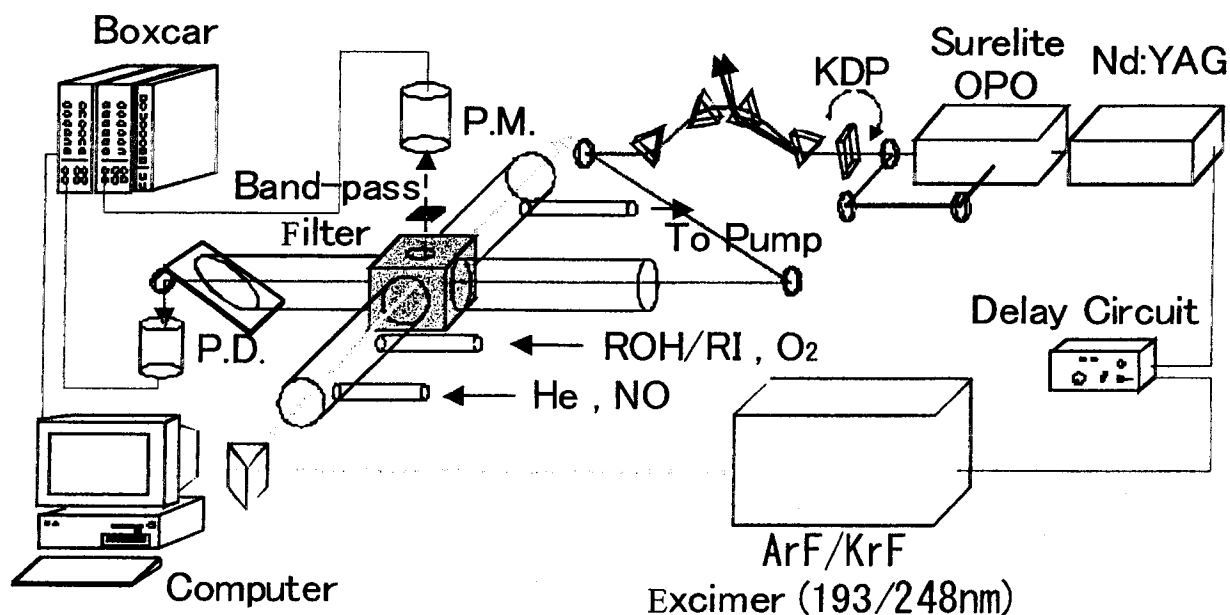 Boxcar
P.M.
KDP
Surelite
OPO
Nd:YAG
Band-pass
Filter
To Pump
P.D.
ROH/RI , O₂
He , NO
Delay Circuit
Computer
ArF/KrF
Excimer (193/248nm)